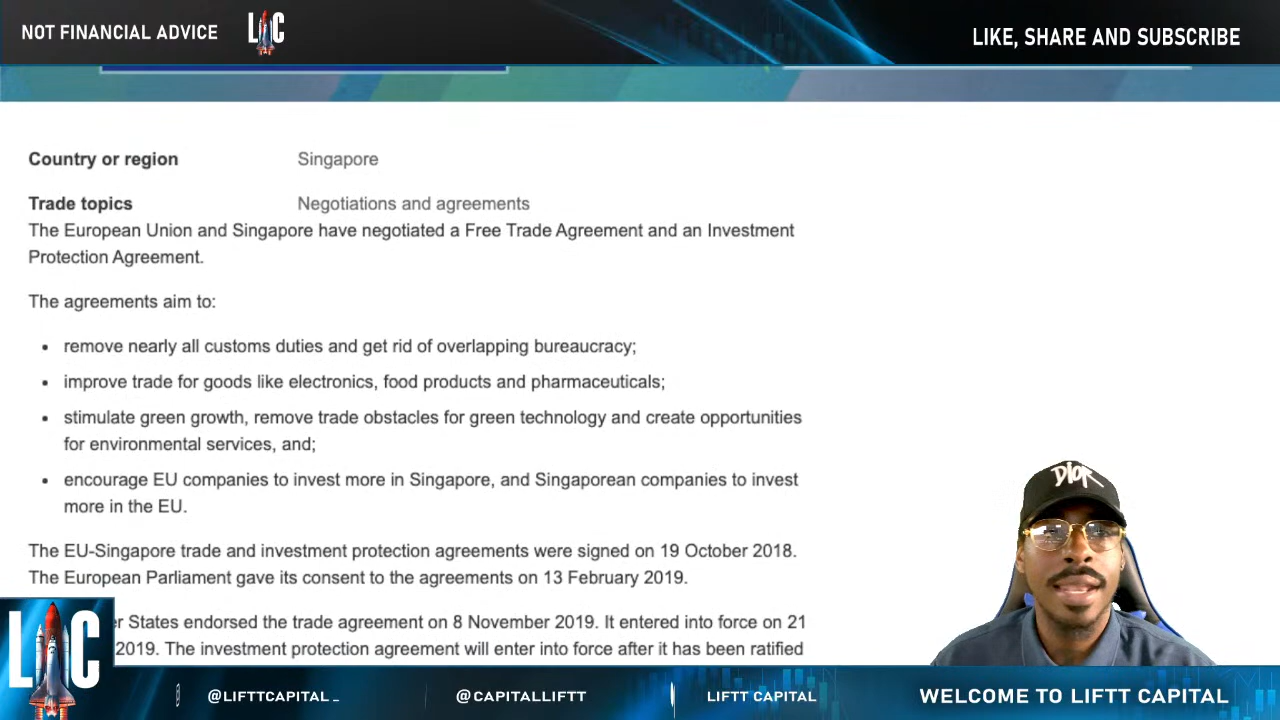 NOT FINANCIAL ADVICE
LC
LIKE, SHARE AND SUBSCRIBE
Country or region Singapore
Trade topics Negotiations and agreements
The European Union and Singapore have negotiated a Free Trade Agreement and an Investment
Protection Agreement.
The agreements aim to:
• remove nearly all customs duties and get rid of overlapping bureaucracy;
• improve trade for goods like electronics, food products and pharmaceuticals;
• stimulate green growth, remove trade obstacles for green technology and create opportunities
for environmental services, and;
• encourage EU companies to invest more in Singapore, and Singaporean companies to invest
more in the EU.
The EU-Singapore trade and investment protection agreements were signed on 19 October 2018.
The European Parliament gave its consent to the agreements on 13 February 2019.
States endorsed the trade agreement on 8 November 2019. It entered into force on 21
2019. The investment protection agreement will enter into force after it has been ratified
DIOR
LC
@LIFTTCAPITAL_
@CAPITALLIFTT
LIFTT CAPITAL
WELCOME TO LIFTT CAPITAL